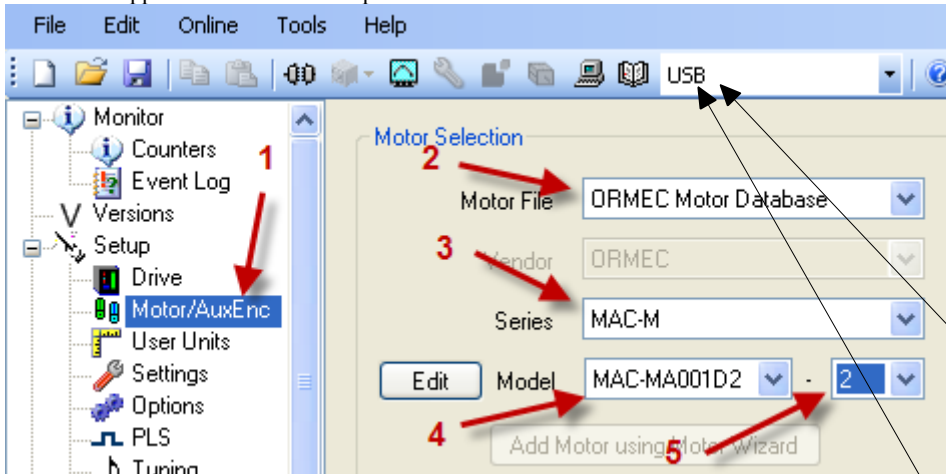 File Edit Online Tools Help
USB
Monitor
Counters
Event Log
Versions
Setup
Drive
Motor/AuxEnc
User Units
Settings
Options
PLS
Tuning
1
Motor Selection
2
Motor File ORMEC Motor Database
3
Vendor ORMEC
Series MAC-M
Edit Model MAC-MA001D2 - 2
4
5
Add Motor using Motor Wizard